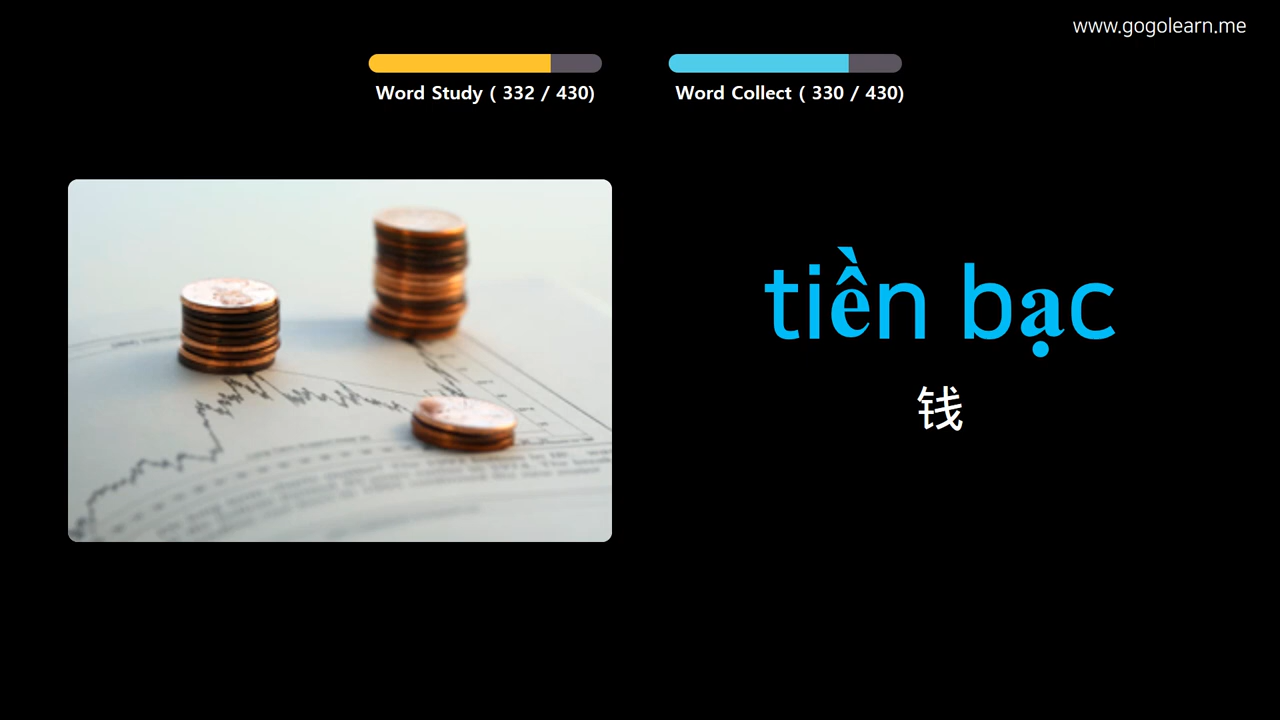 www.gogolearn.me
Word Study ( 332 / 430)
Word Collect ( 330 / 430)
tiền bạc
钱